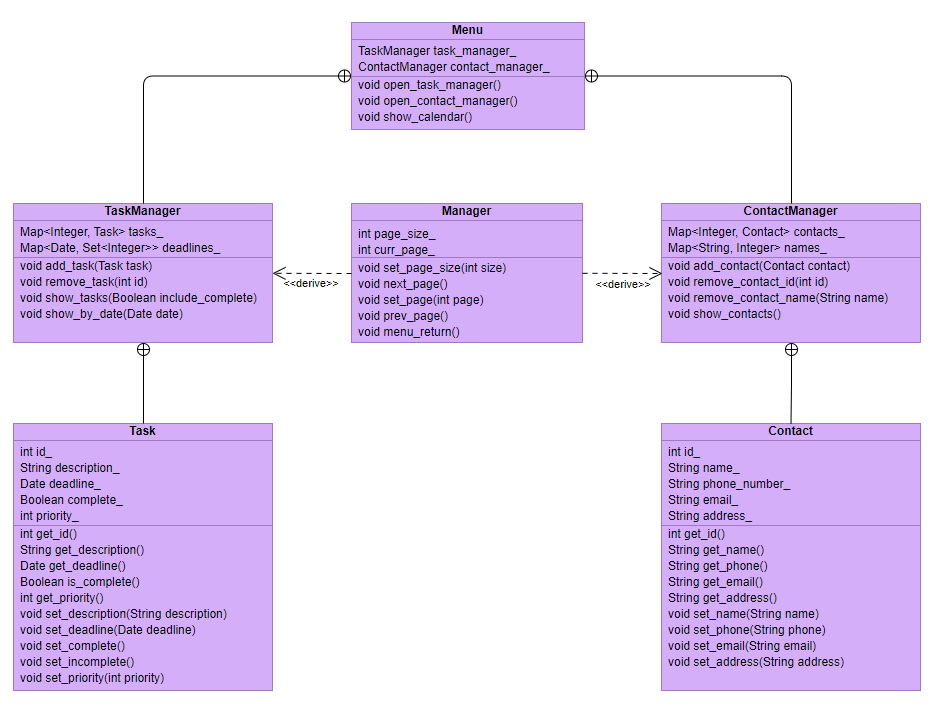 Menu
TaskManager task_manager_
ContactManager contact_manager_
void open_task_manager()
void open_contact_manager()
void show_calendar()
TaskManager
Map<Integer, Task> tasks_
Map<Date, Set<Integer>> deadlines_
void add_task(Task task)
void remove_task(int id)
void show_tasks(Boolean include_complete)
void show_by_date(Date date)
<<derive>>
Manager
int page_size_
int curr_page_
void set_page_size(int size)
void next_page()
void set_page(int page)
void prev_page()
void menu_return()
<<derive>>
ContactManager
Map<Integer, Contact> contacts_
Map<String, Integer> names_
void add_contact(Contact contact)
void remove_contact_id(int id)
void remove_contact_name(String name)
void show_contacts()
Task
int id_
String description_
Date deadline_
Boolean complete_
int priority_
int get_id()
String get_description()
Date get_deadline()
Boolean is_complete()
int get_priority()
void set_description(String description)
void set_deadline(Date deadline)
void set_complete()
void set_incomplete()
void set_priority(int priority)
Contact
int id_
String name_
String phone_number_
String email_
String address_
int get_id()
String get_name()
String get_phone()
String get_email()
String get_address()
void set_name(String name)
void set_phone(String phone)
void set_email(String email)
void set_address(String address)